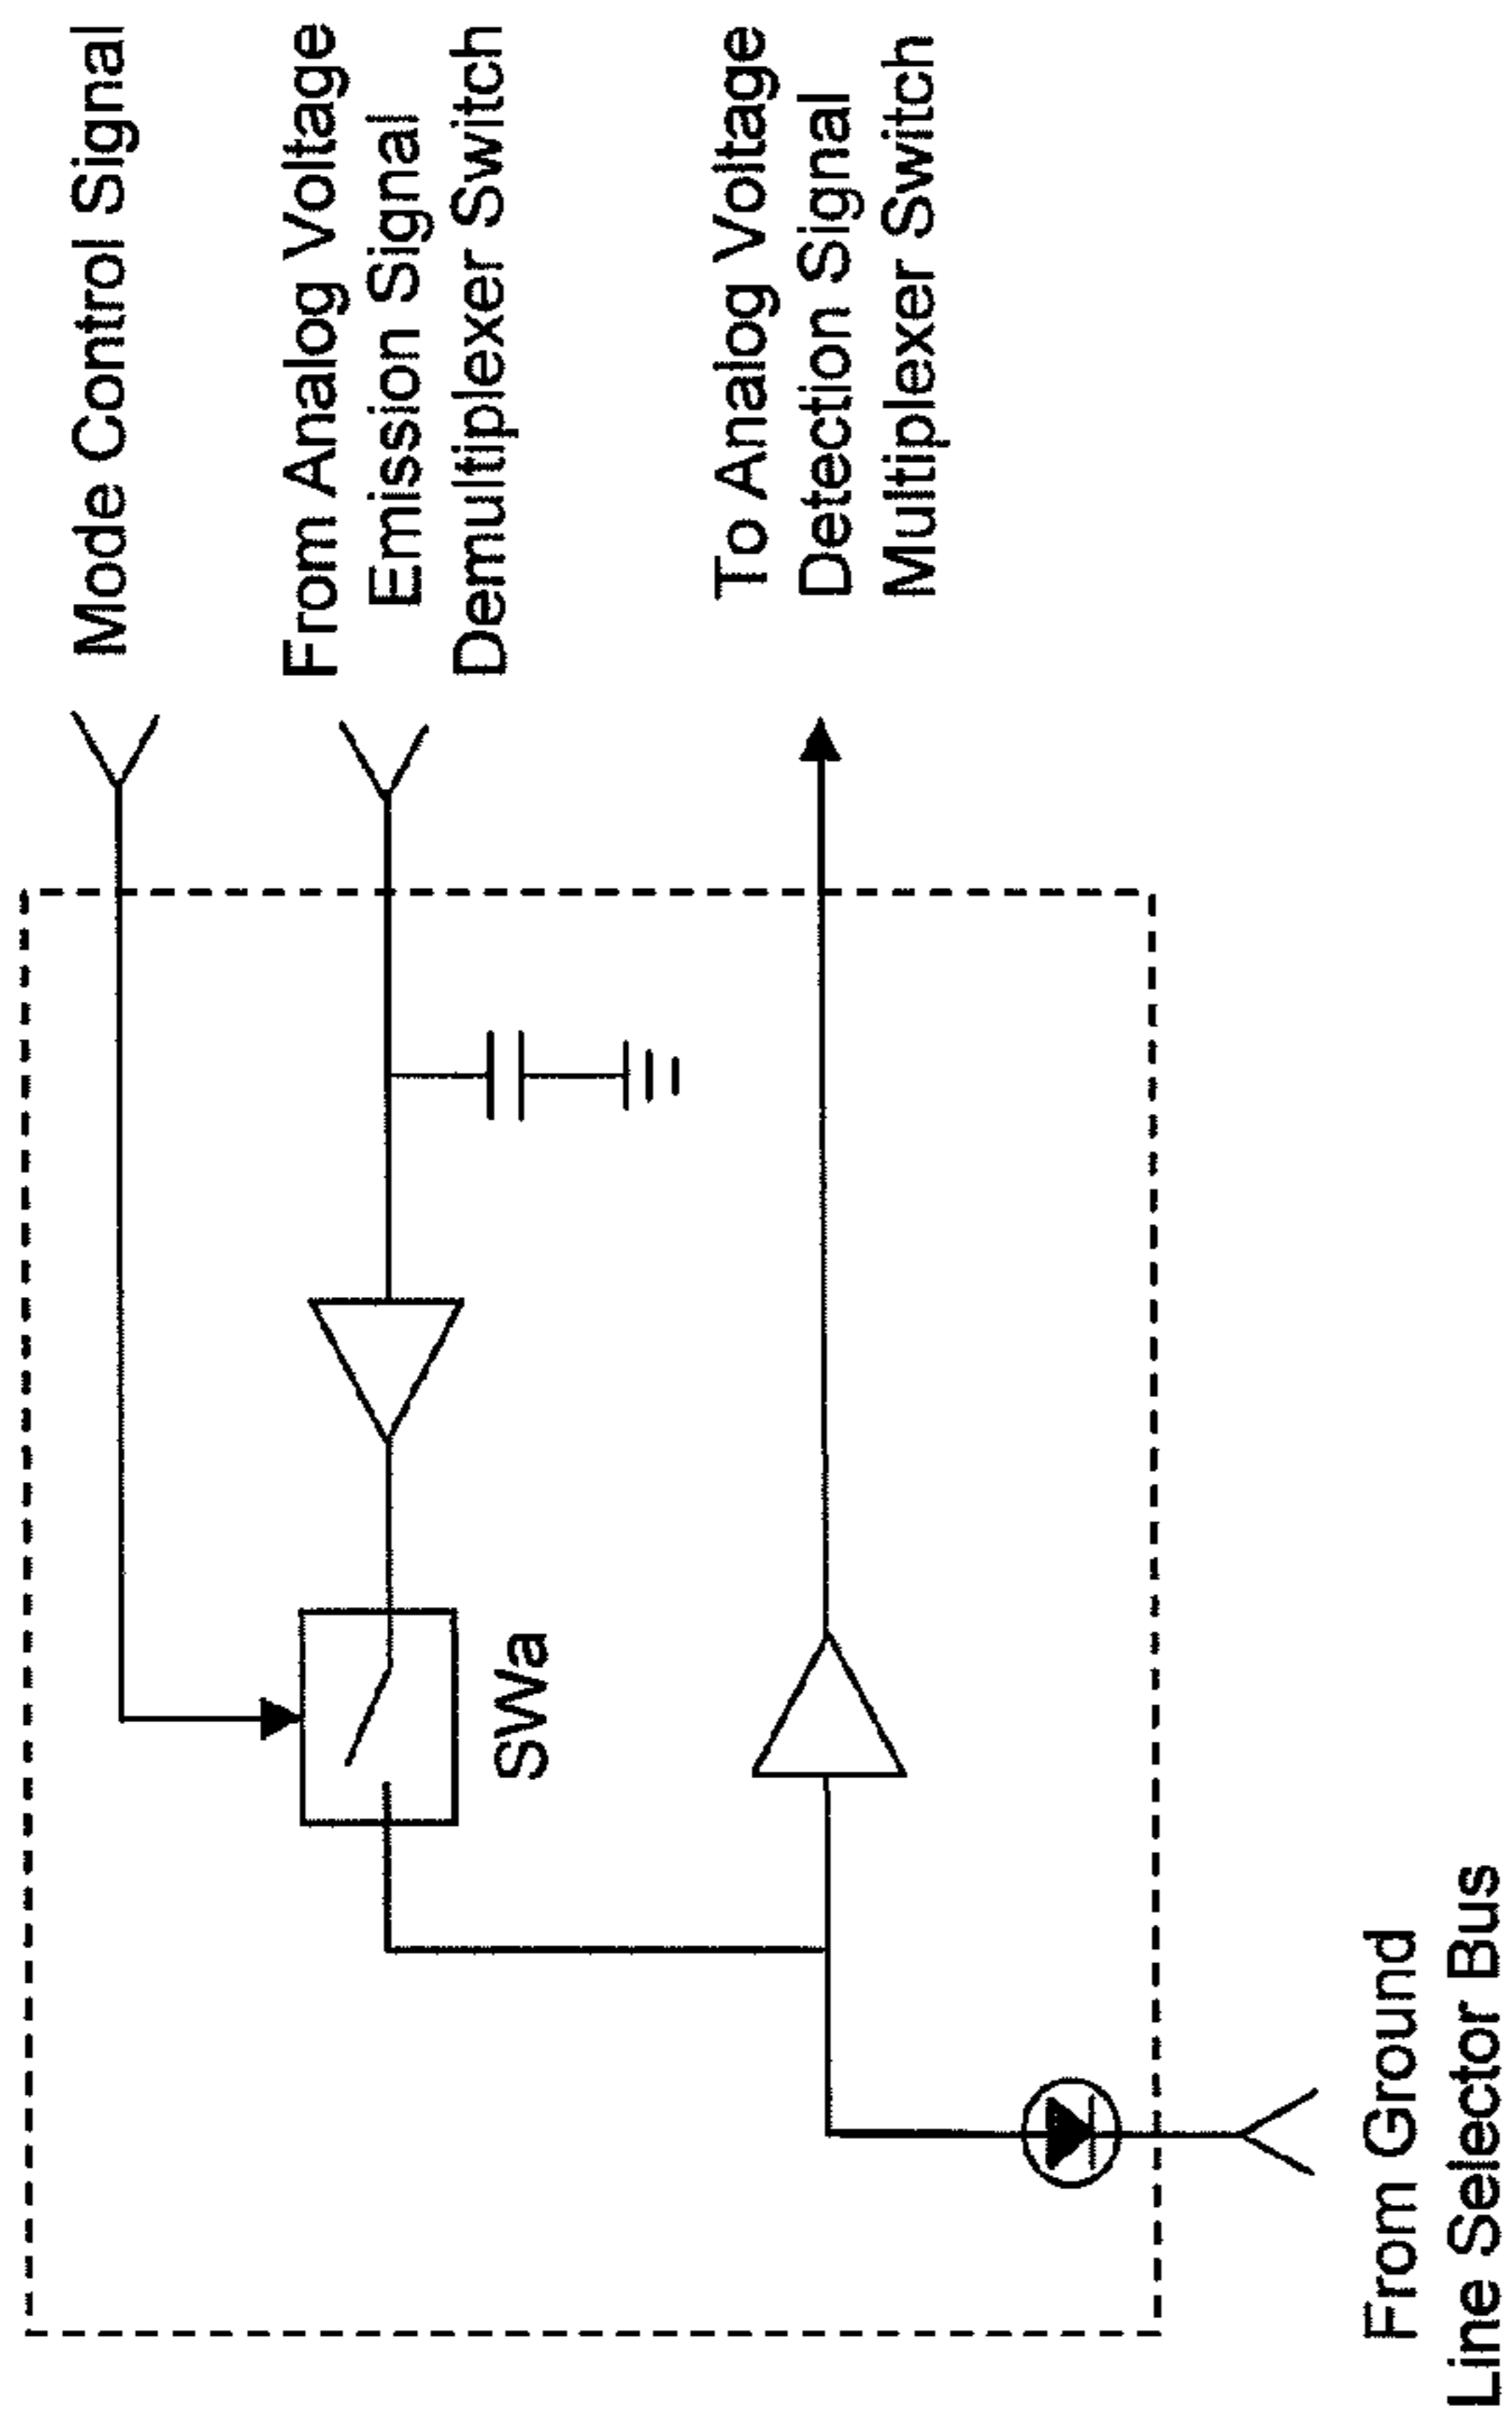 Mode Control Signal
From Analog Voltage
Emission Signal
Demultiplexer Switch
To Analog Voltage
Detection Signal
Multiplexer Switch
SWa
From Ground
Line Selector Bus